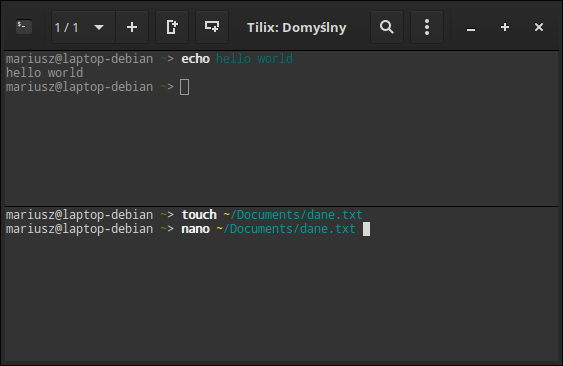 1 / 1
Tilix: Domyślny
mariusz@laptop-debian ~> echo hello world
hello world
mariusz@laptop-debian ~>
mariusz@laptop-debian ~> touch ~/Documents/dane.txt
mariusz@laptop-debian ~> nano ~/Documents/dane.txt